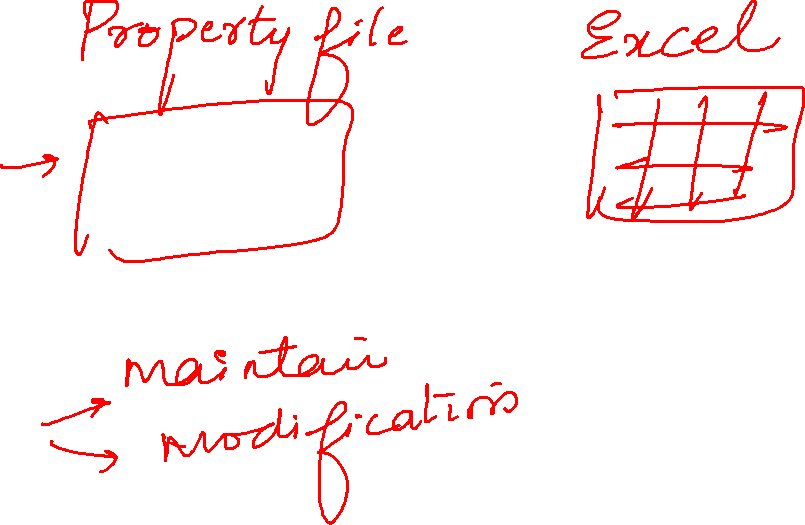 Property file
Excel
Maintain
Modifications